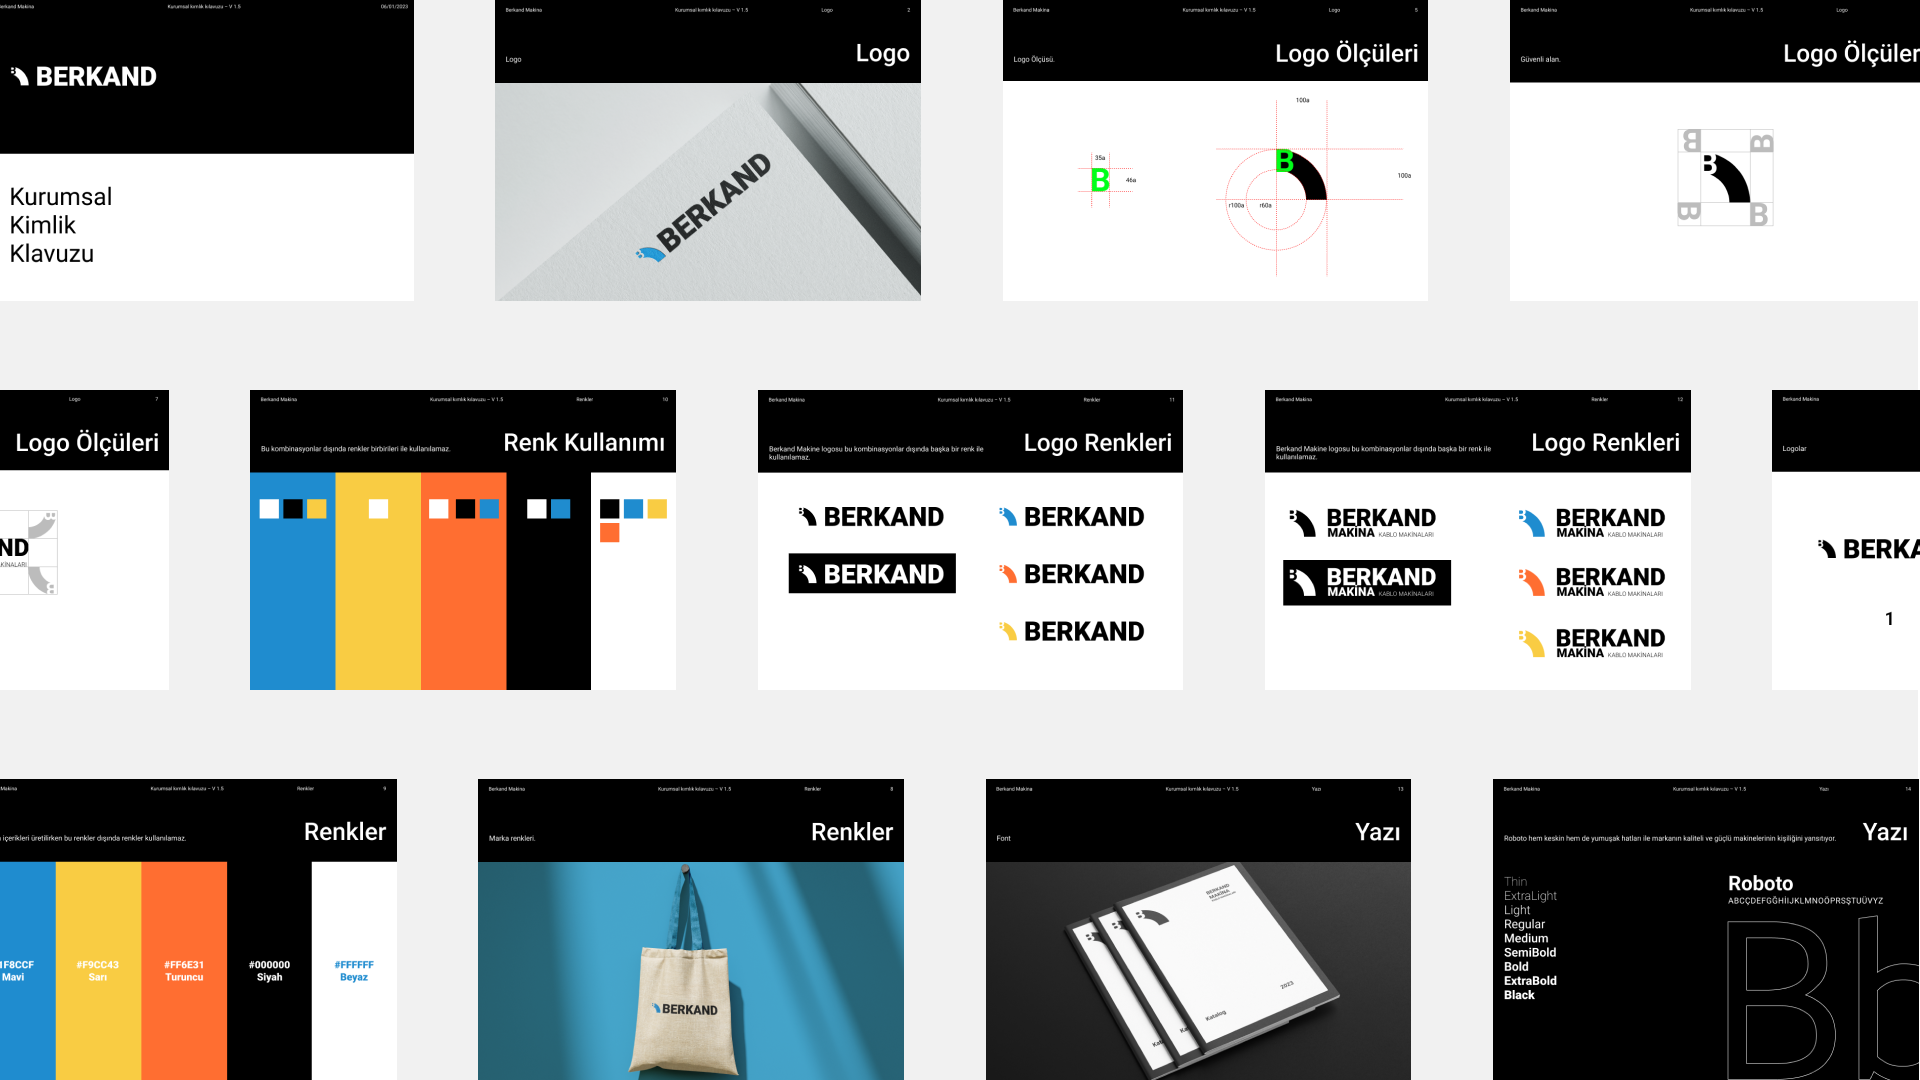 Berkand Makina
Kurumsal kimlik kılavuzu – V 1.5
06/01/2023
BERKAND
Kurumsal
Kimlik
Klavuzu
Berkand Makina
Kurumsal kimlik kılavuzu – V 1.5
Logo
2
Logo
Logo
BERKAND
Berkand Makina
Kurumsal kimlik kılavuzu – V 1.5
Logo
5
Logo Ölçüsü.
Logo Ölçüleri
100a
35a
B
46a
B
100a
r100a
r60a
Berkand Makina
Kurumsal kimlik kılavuzu – V 1.5
Logo
Güvenli alan.
Logo Ölçüler
B
B
B
B
B
Logo
7
Logo Ölçüleri
ND
KİNALARI
Berkand Makina
Kurumsal kimlik kılavuzu – V 1.5
Renkler
10
Bu kombinasyonlar dışında renkler birbirileri ile kullanılamaz.
Renk Kullanımı
Berkand Makina
Kurumsal kimlik kılavuzu – V 1.5
Renkler
11
Berkand Makine logosu bu kombinasyonlar dışında başka bir renk ile
kullanılamaz.
Logo Renkleri
BERKAND
BERKAND
BERKAND
BERKAND
BERKAND
Berkand Makina
Kurumsal kimlik kılavuzu – V 1.5
Renkler
12
Berkand Makine logosu bu kombinasyonlar dışında başka bir renk ile
kullanılamaz.
Logo Renkleri
BERKAND
MAKİNA KABLO MAKİNALARI
BERKAND
MAKİNA KABLO MAKİNALARI
BERKAND
MAKİNA KABLO MAKİNALARI
BERKAND
MAKİNA KABLO MAKİNALARI
BERKAND
MAKİNA KABLO MAKİNALARI
Berkand Makina
Logolar
BERKA
1
Makina
Kurumsal kimlik kılavuzu – V 1.5
Renkler
9
içerikleri üretilirken bu renkler dışında renkler kullanılamaz.
Renkler
1F8CCF
Mavi
#F9CC43
Sarı
#FF6E31
Turuncu
#000000
Siyah
#FFFFFF
Beyaz
Berkand Makina
Kurumsal kimlik kılavuzu – V 1.5
Renkler
8
Marka renkleri.
Renkler
BERKAND
Berkand Makina
Kurumsal kimlik kılavuzu – V 1.5
Yazı
13
Font
Yazı
BERKAND
MAKİNA
2023
Katalog
Berkand Makina
Kurumsal kimlik kılavuzu – V 1.5
Yazı
14
Roboto hem keskin hem de yumuşak hatları ile markanın kaliteli ve güçlü makinelerinin kişiliğini yansıtıyor.
Yazı
Thin
ExtraLight
Light
Regular
Medium
SemiBold
Bold
ExtraBold
Black
Roboto
ABCÇDEFGĞHIİJKLMNOÖPRSŞTUÜVYZ
Bb